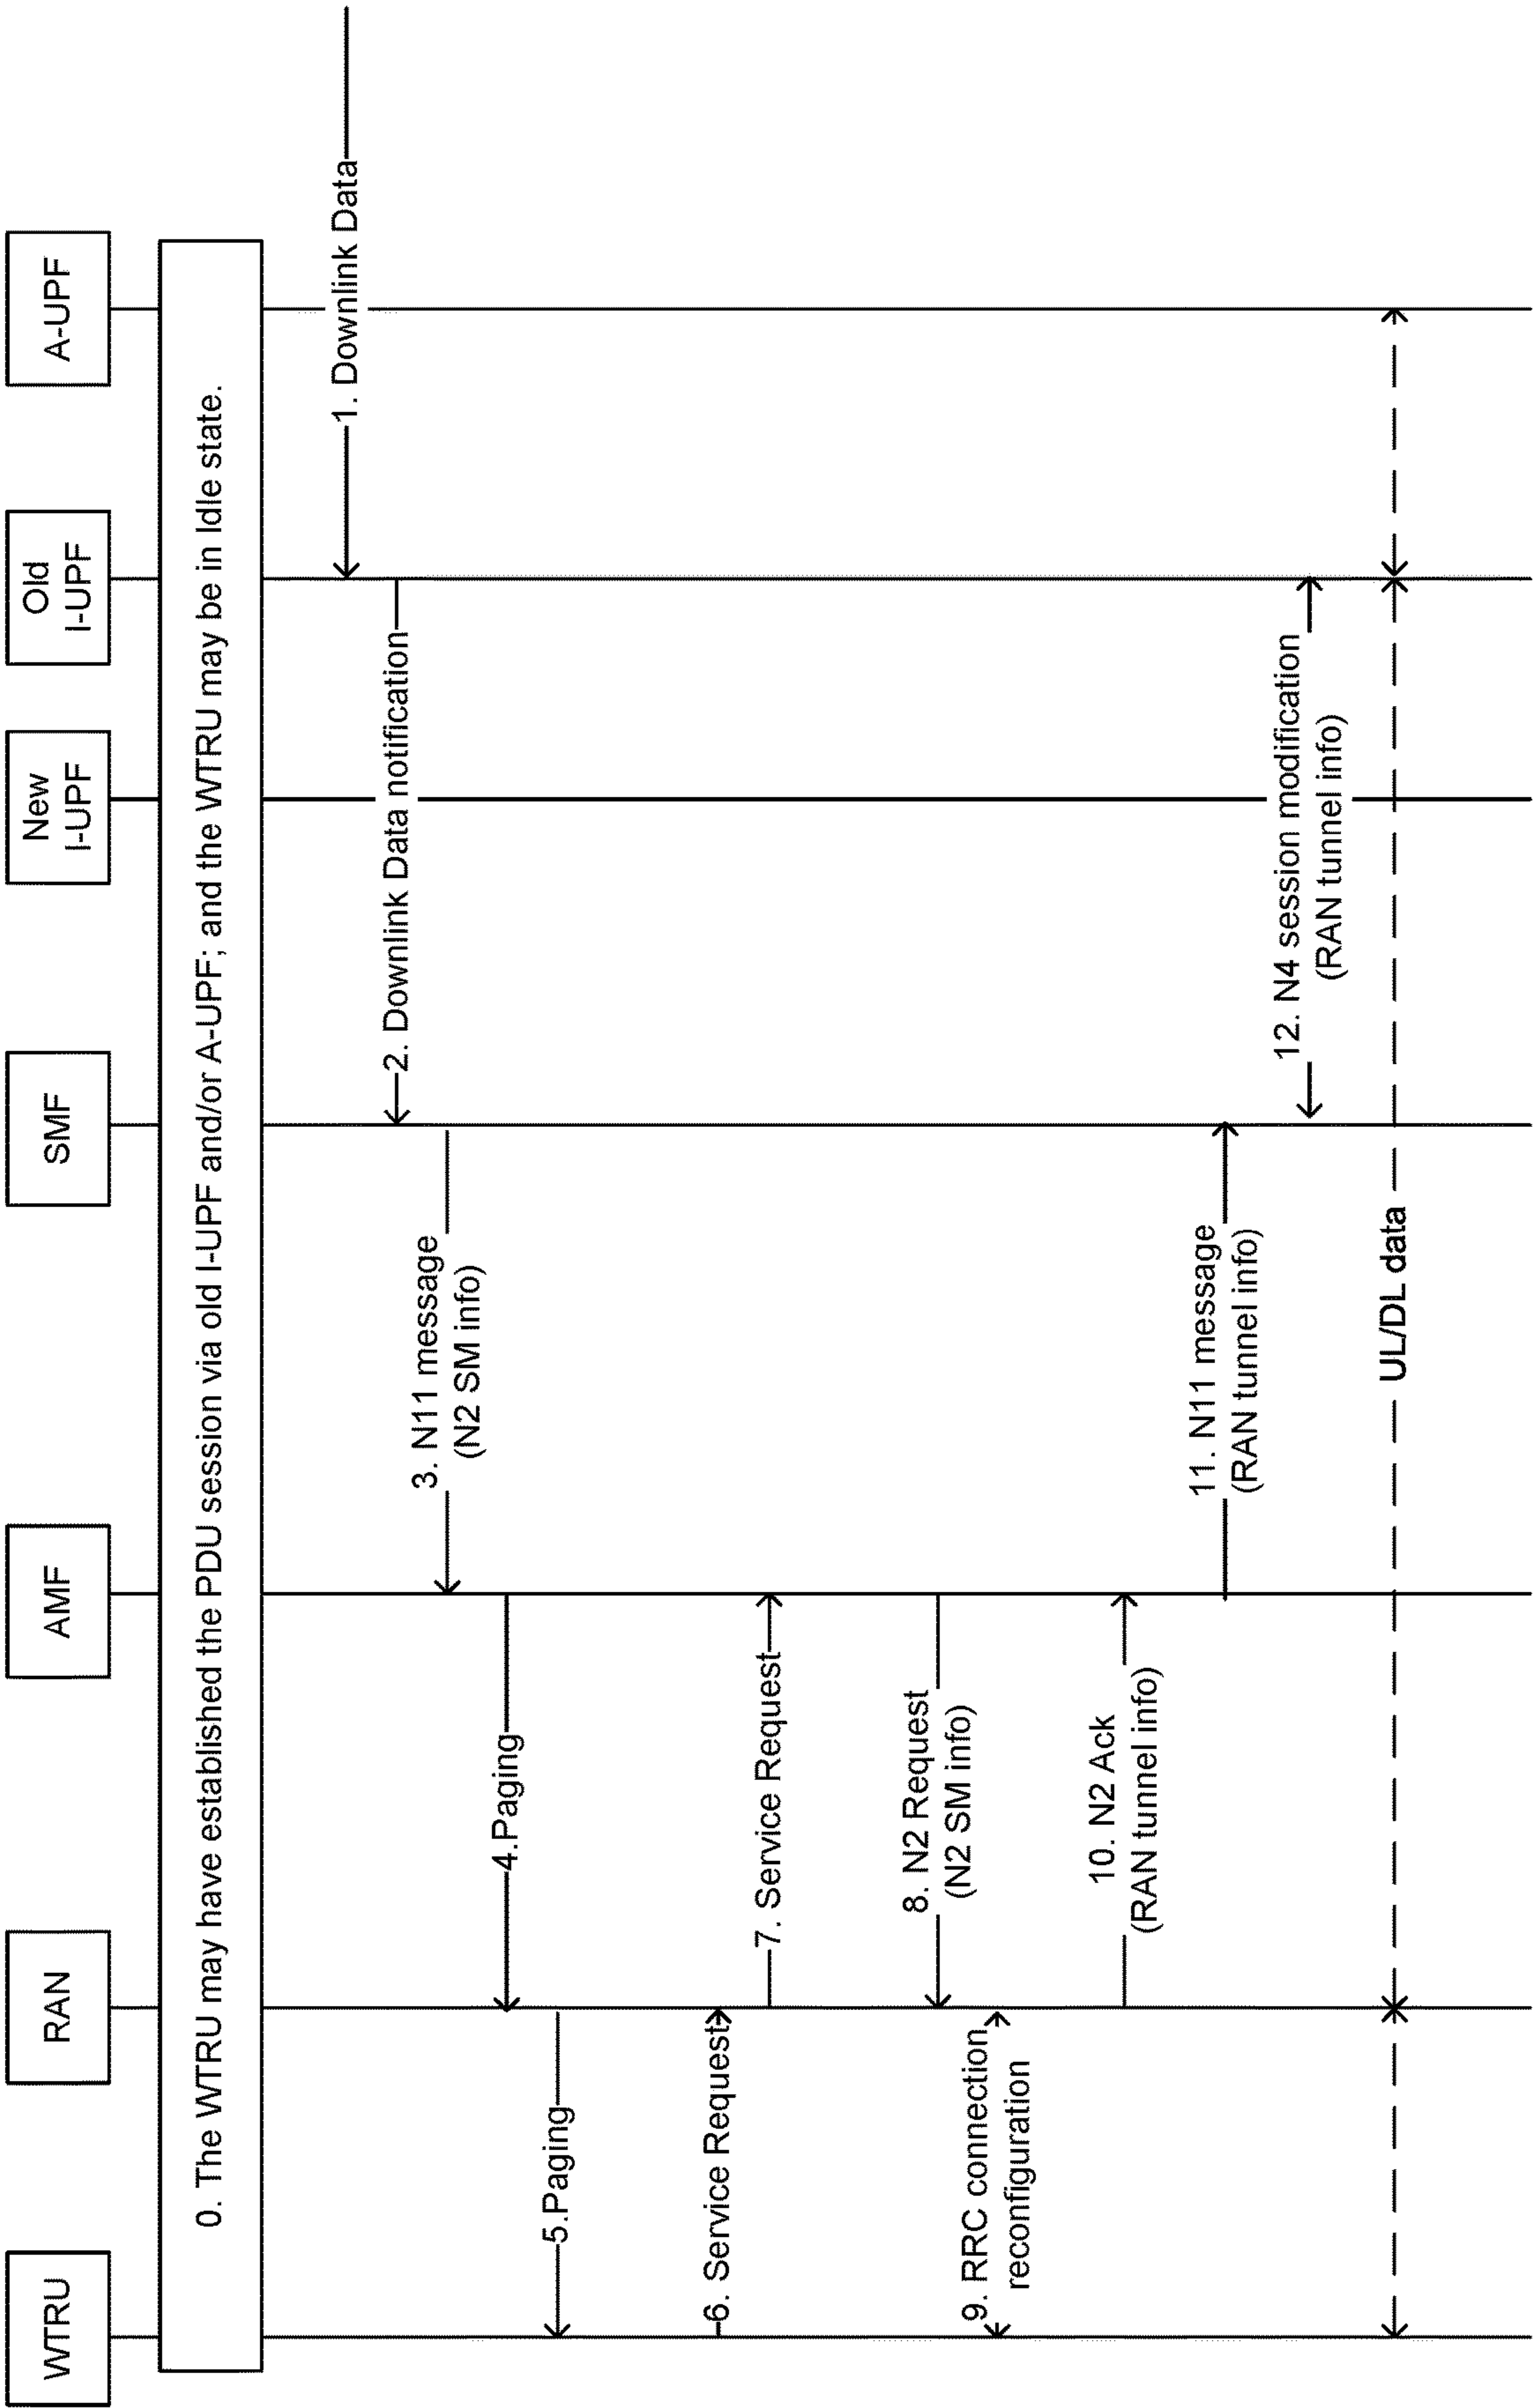 WTRU
RAN
AMF
SMF
New
I-UPF
Old
I-UPF
A-UPF
0. The WTRU may have established the PDU session via old I-UPF and/or A-UPF; and the WTRU may be in Idle state.
1. Downlink Data
2. Downlink Data notification
3. N11 message
(N2 SM info)
4.Paging
5.Paging
6. Service Request
7. Service Request
8. N2 Request
(N2 SM info)
9. RRC connection
reconfiguration
10. N2 Ack
(RAN tunnel info)
11. N11 message
(RAN tunnel info)
12. N4 session modification
(RAN tunnel info)
UL/DL data